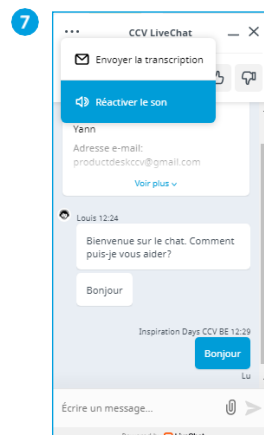 7
CCV LiveChat
Envoyer la transcription
Réactiver le son
Yann
Adresse e-mail:
productdeskccv@gmail.com
Voir plus
Louis 12:24
Bienvenue sur le chat. Comment
puis-je vous aider?
Bonjour
Inspiration Days CCV BE 12:29
Bonjour
Lu
Écrire un message...